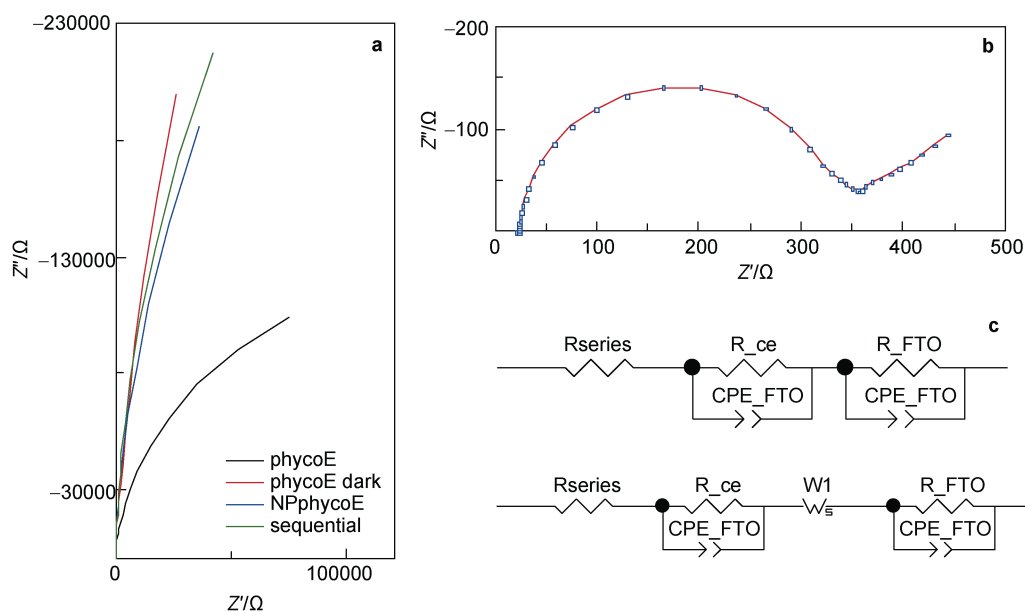 −230000
a
Z″/Ω
−130000
−30000
phycoE
phycoE dark
NPphycoE
sequential
0
100000
Z′/Ω
−200
b
Z″/Ω
−100
0
0
100
200
300
400
500
Z′/Ω
c
Rseries
R_ce
R_FTO
CPE_FTO
CPE_FTO
Rseries
R_ce
W1
R_FTO
s
CPE_FTO
CPE_FTO